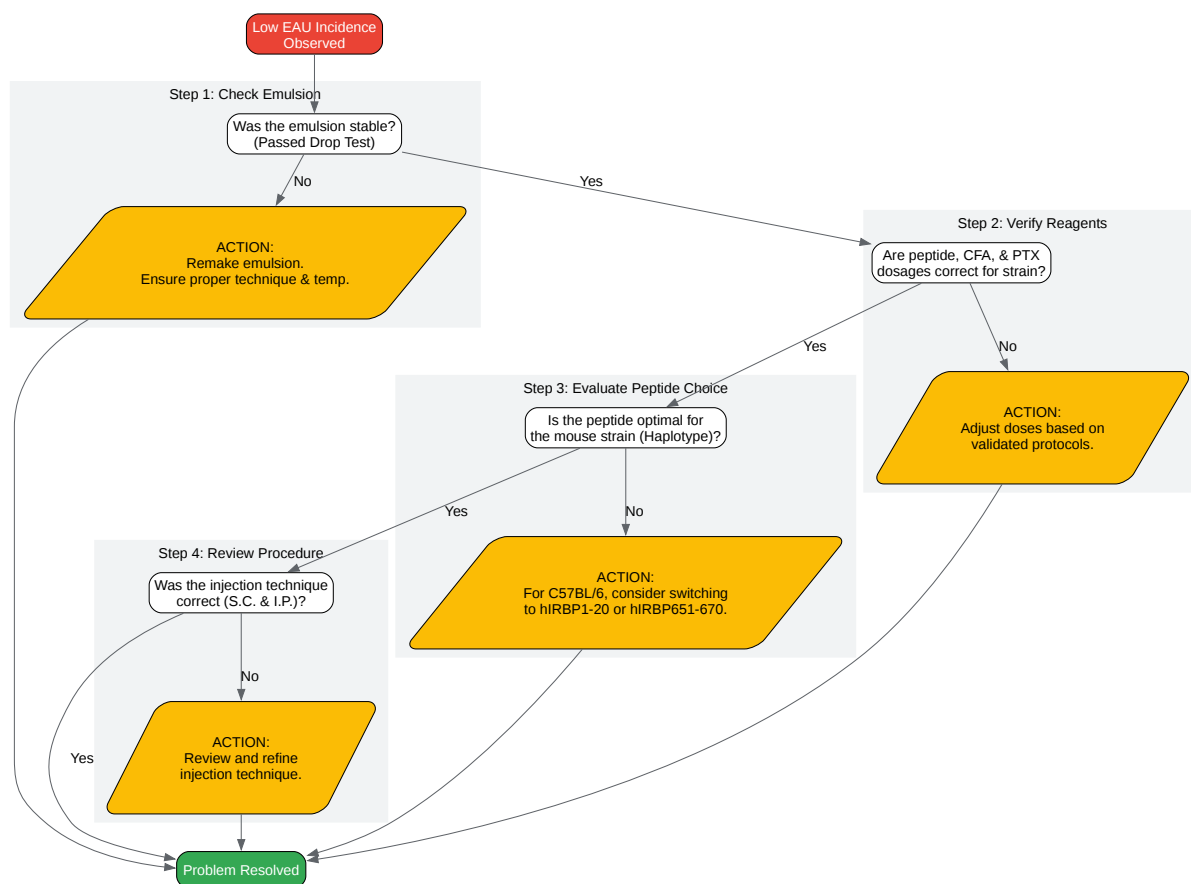 Low EAU Incidence
Observed
Step 1: Check Emulsion
Was the emulsion stable?
(Passed Drop Test)
No
Yes
ACTION:
Remake emulsion.
Ensure proper technique & temp.
Step 2: Verify Reagents
Are peptide, CFA, & PTX
dosages correct for strain?
Yes
No
ACTION:
Adjust doses based on
validated protocols.
Step 3: Evaluate Peptide Choice
Is the peptide optimal for
the mouse strain (Haplotype)?
Yes
No
ACTION:
For C57BL/6, consider switching
to hIRBP1-20 or hIRBP651-670.
Step 4: Review Procedure
Was the injection technique
correct (S.C. & I.P.)?
No
Yes
ACTION:
Review and refine
injection technique.
Problem Resolved